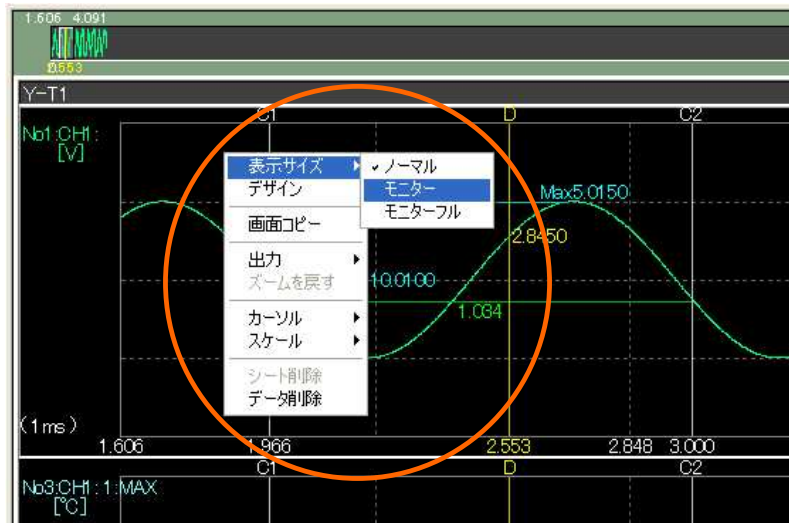 1.606 4.091
2.553
Y-T1
C1 D C2
No1:CH1:
[V]
表示サイズ
デザイン
画面コピー
出力
ズームを戻す
カーソル
スケール
シート削除
データ削除
ノーマル
モニター
モニターフル
Max5.0150
2.8450
10.0100
1.034
(1ms)
1.606 1.966 2.553 2.848 3.000
C1 D C2
No3:CH1:1:MAX
[°C]